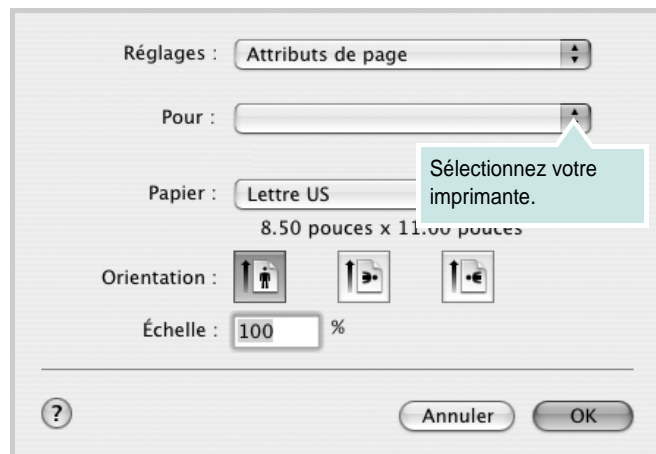 Réglages : Attributs de page
Pour :
Sélectionnez votre
imprimante.
Papier : Lettre US
8.50 pouces x 11.00 pouces
Orientation :
Échelle : 100 %
? Annuler OK